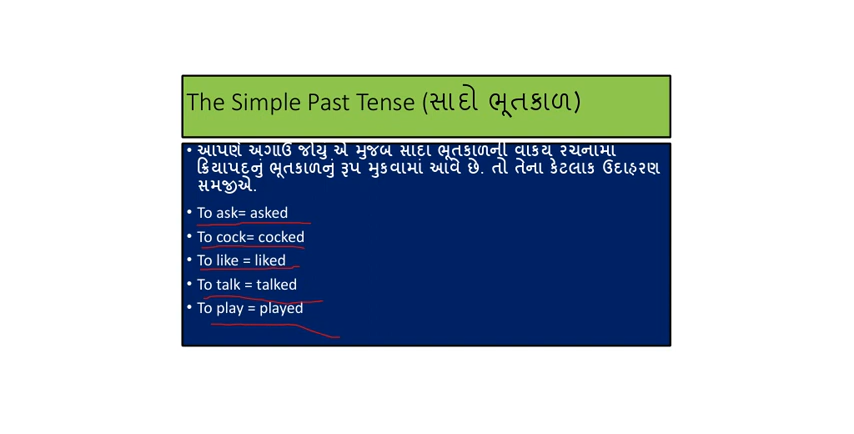 The Simple Past Tense (સાદો ભૂતકાળ)
• આપણે અગાઉ જોયુ એ મુજબ સાદા ભૂતકાળની વાકય રચનામાં
ક્રિયાપદનું ભૂતકાળનું રૂપ મુકવામાં આવે છે. તો તેના કેટલાક ઉદાહરણ
સમજીએ.
• To ask= asked
• To cock= cocked
• To like = liked
• To talk = talked
• To play = played